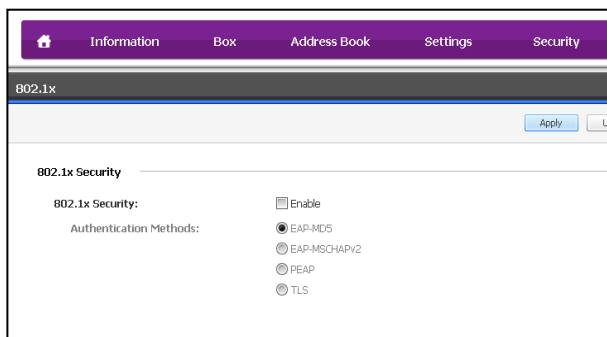 Information Box Address Book Settings Security
802.1x
Apply U
802.1x Security
802.1x Security: Enable
Authentication Methods: EAP-MD5
EAP-MSCHAPv2
PEAP
TLS